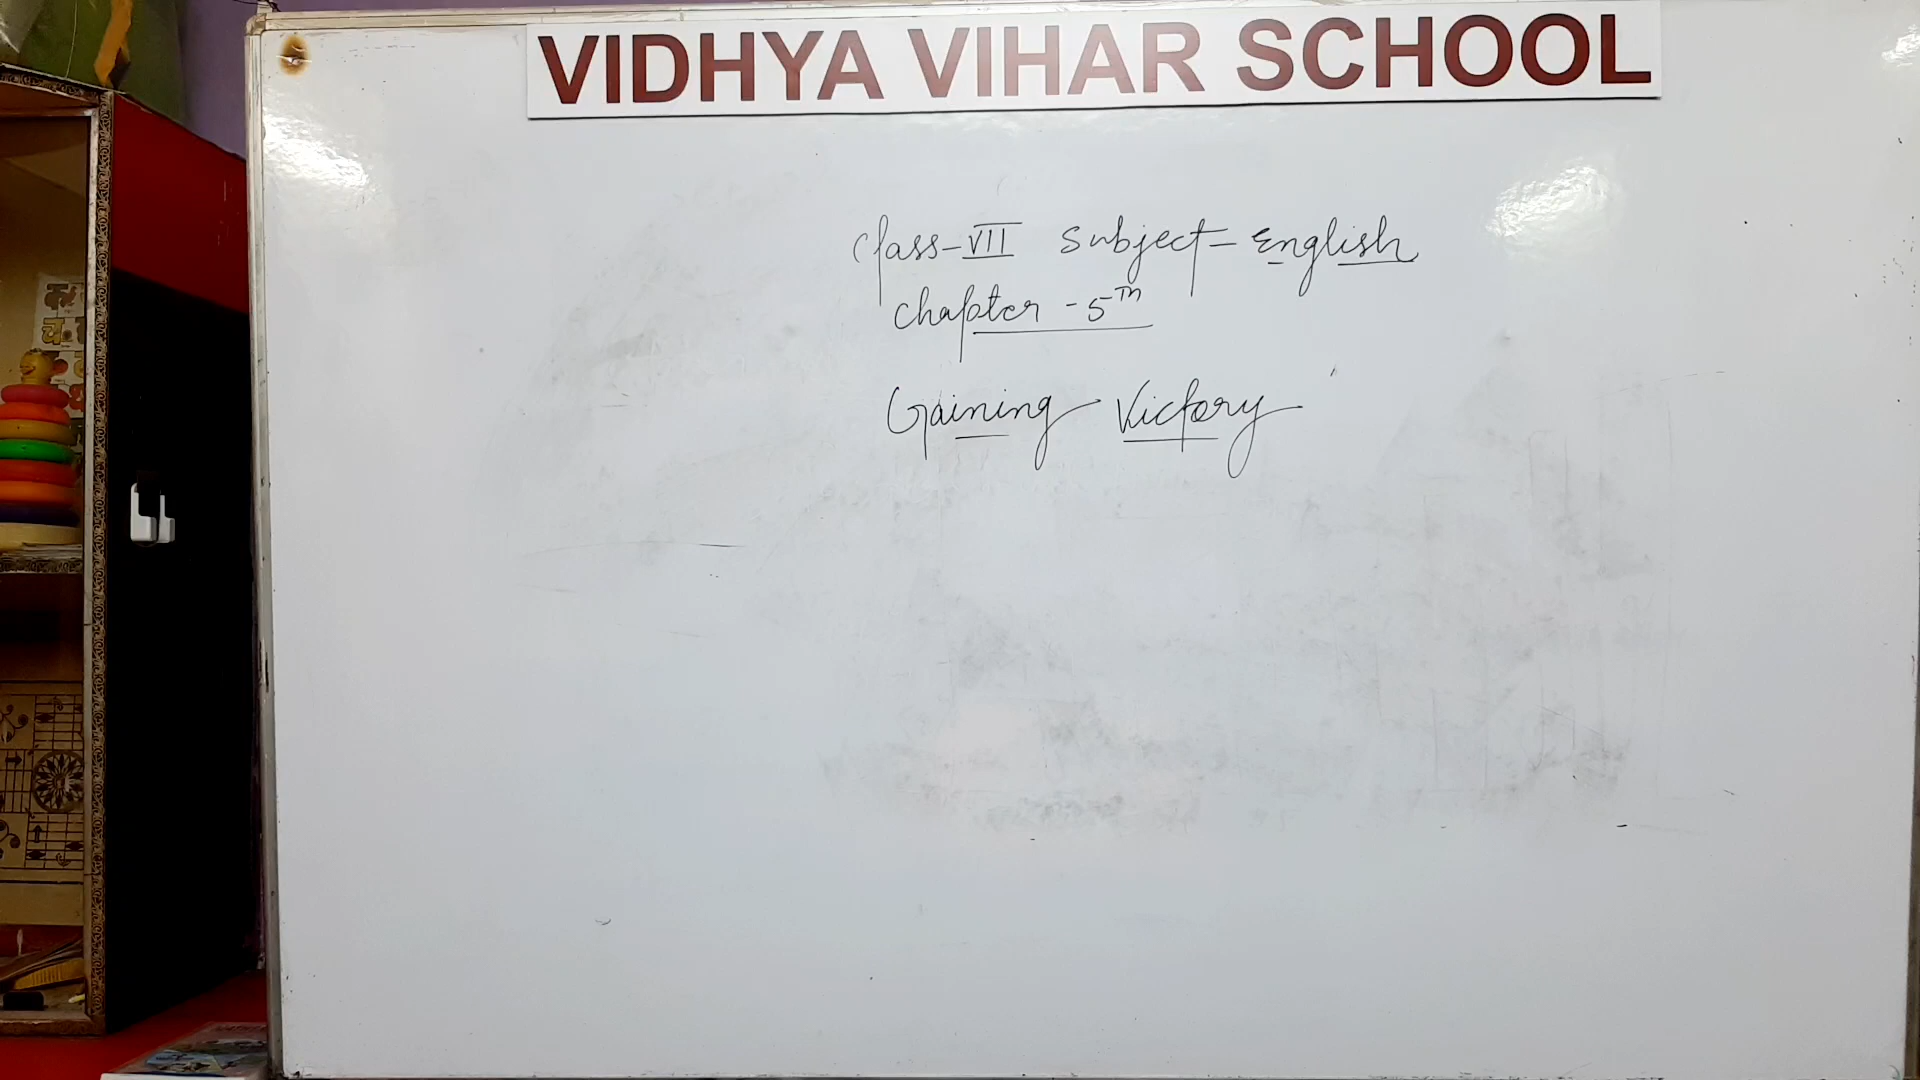 VIDHYA VIHAR SCHOOL
Class-VII Subject- English
Chapter - 5Th
Gaining Victory